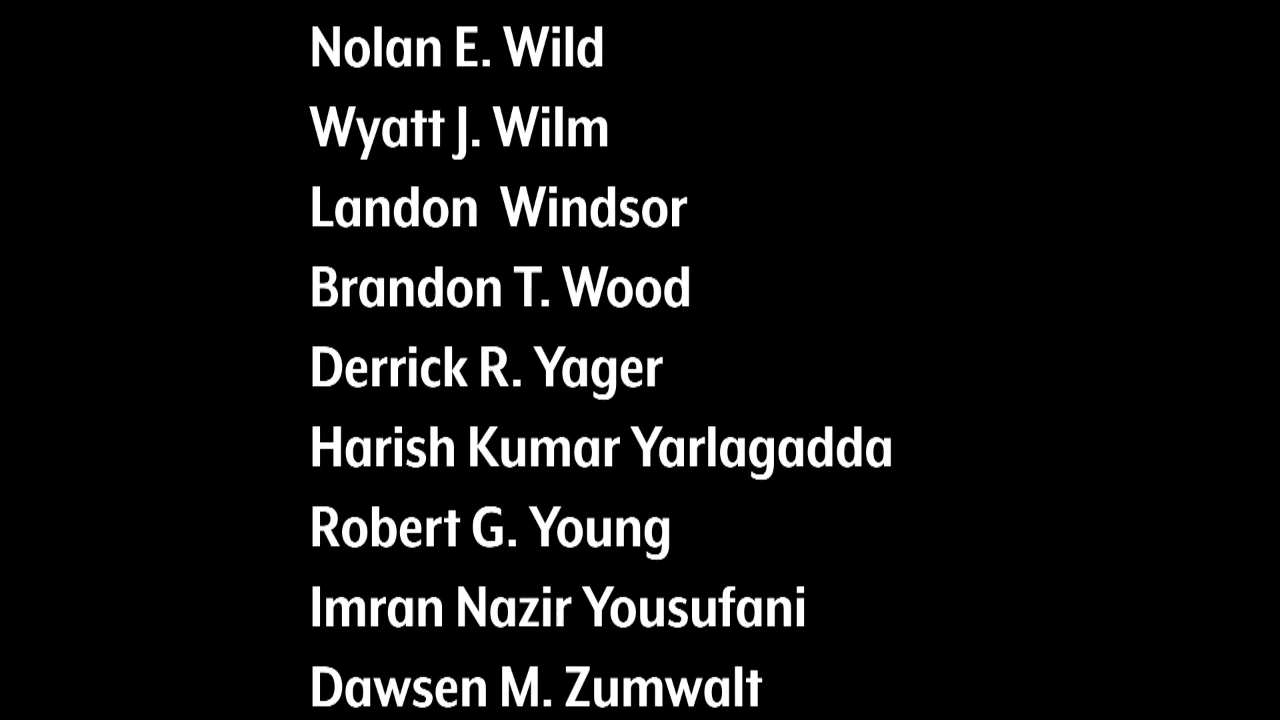 Nolan E. Wild
Wyatt J. Wilm
Landon  Windsor
Brandon T. Wood
Derrick R. Yager
Harish Kumar Yarlagadda
Robert G. Young
Imran Nazir Yousufani
Dawsen M. Zumwalt